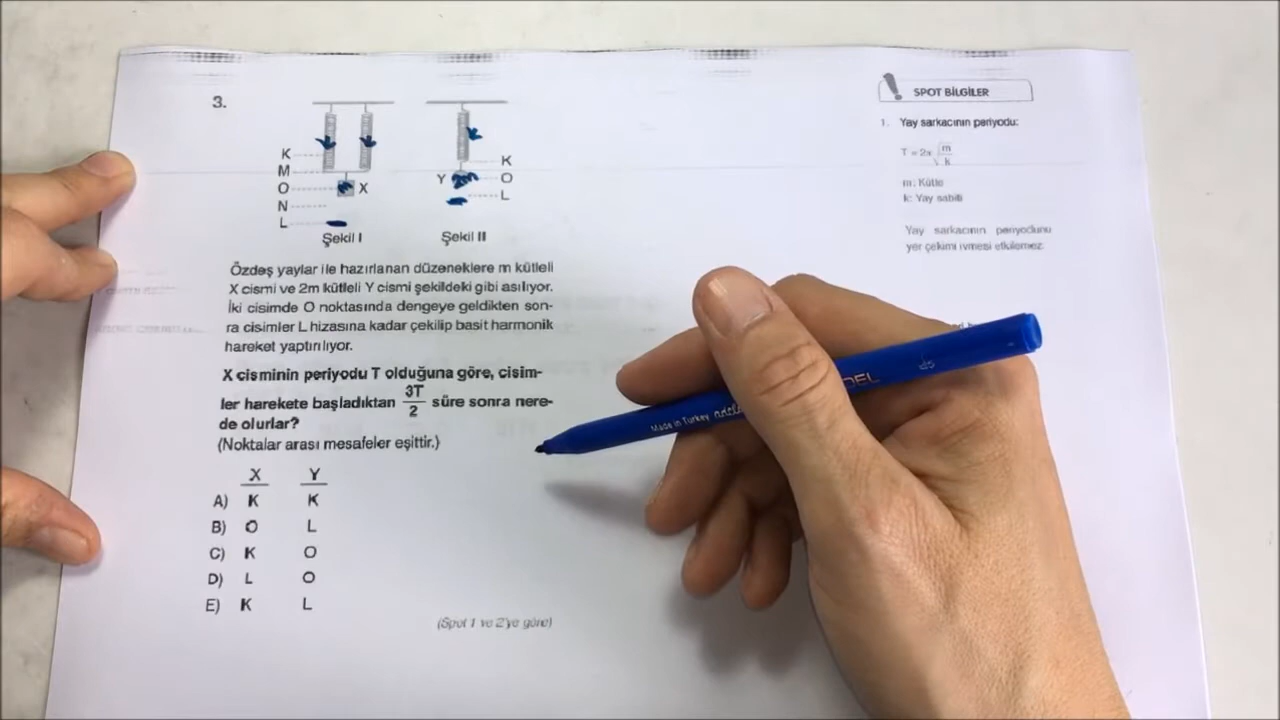 3.
K
M
O
N
L
X
Şekil I
m
Y
2m
K
O
L
Şekil II
Özdeş yaylar ile hazırlanan düzeneklere m kütleli
X cismi ve 2m kütleli Y cismi şekildeki gibi asılıyor.
İki cisimde O noktasında dengeye geldikten son-
ra cisimler L hizasına kadar çekilip basit harmonik
hareket yaptırılıyor.
X cisminin periyodu T olduğuna göre, cisim-
ler harekete başladıktan 3T/2 süre sonra nere-
de olurlar?
(Noktalar arası mesafeler eşittir.)
X Y
A) K K
B) O L
C) K O
D) L O
E) K L
(Spot 1 ve 2'ye göre)
SPOT BİLGİLER
1. Yay sarkacının periyodu:
T = 2π √m/k
m: Kütle
k: Yay sabiti
Yay sarkacının periyodunu
yer çekimi ivmesi etkilemez.
Made in Turkey